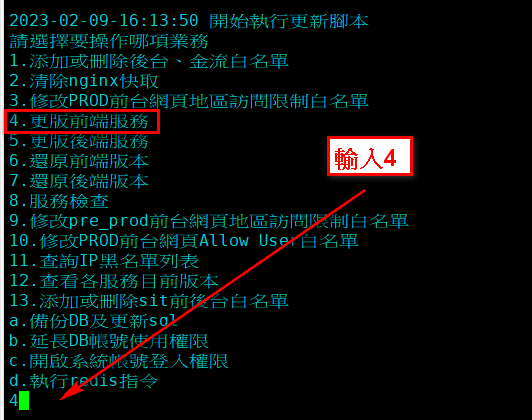 2023-02-09-16:13:50 開始執行更新腳本
請選擇要操作哪項業務
1.添加或刪除後台、金流白名單
2.清除nginx快取
3.修改PROD前台網頁地區訪問限制白名單
4.更版前端服務
5.更版後端服務
輸入4
6.還原前端版本
7.還原後端版本
8.服務檢查
9.修改pre_prod前台網頁地區訪問限制白名單
10.修改PROD前台網頁Allow User白名單
11.查詢IP黑名單列表
12.查看各服務目前版本
13.添加或刪除sit前後台白名單
a.備份DB及更新sql
b.延長DB帳號使用權限
c.開啟系統帳號登入權限
d.執行redis指令
4